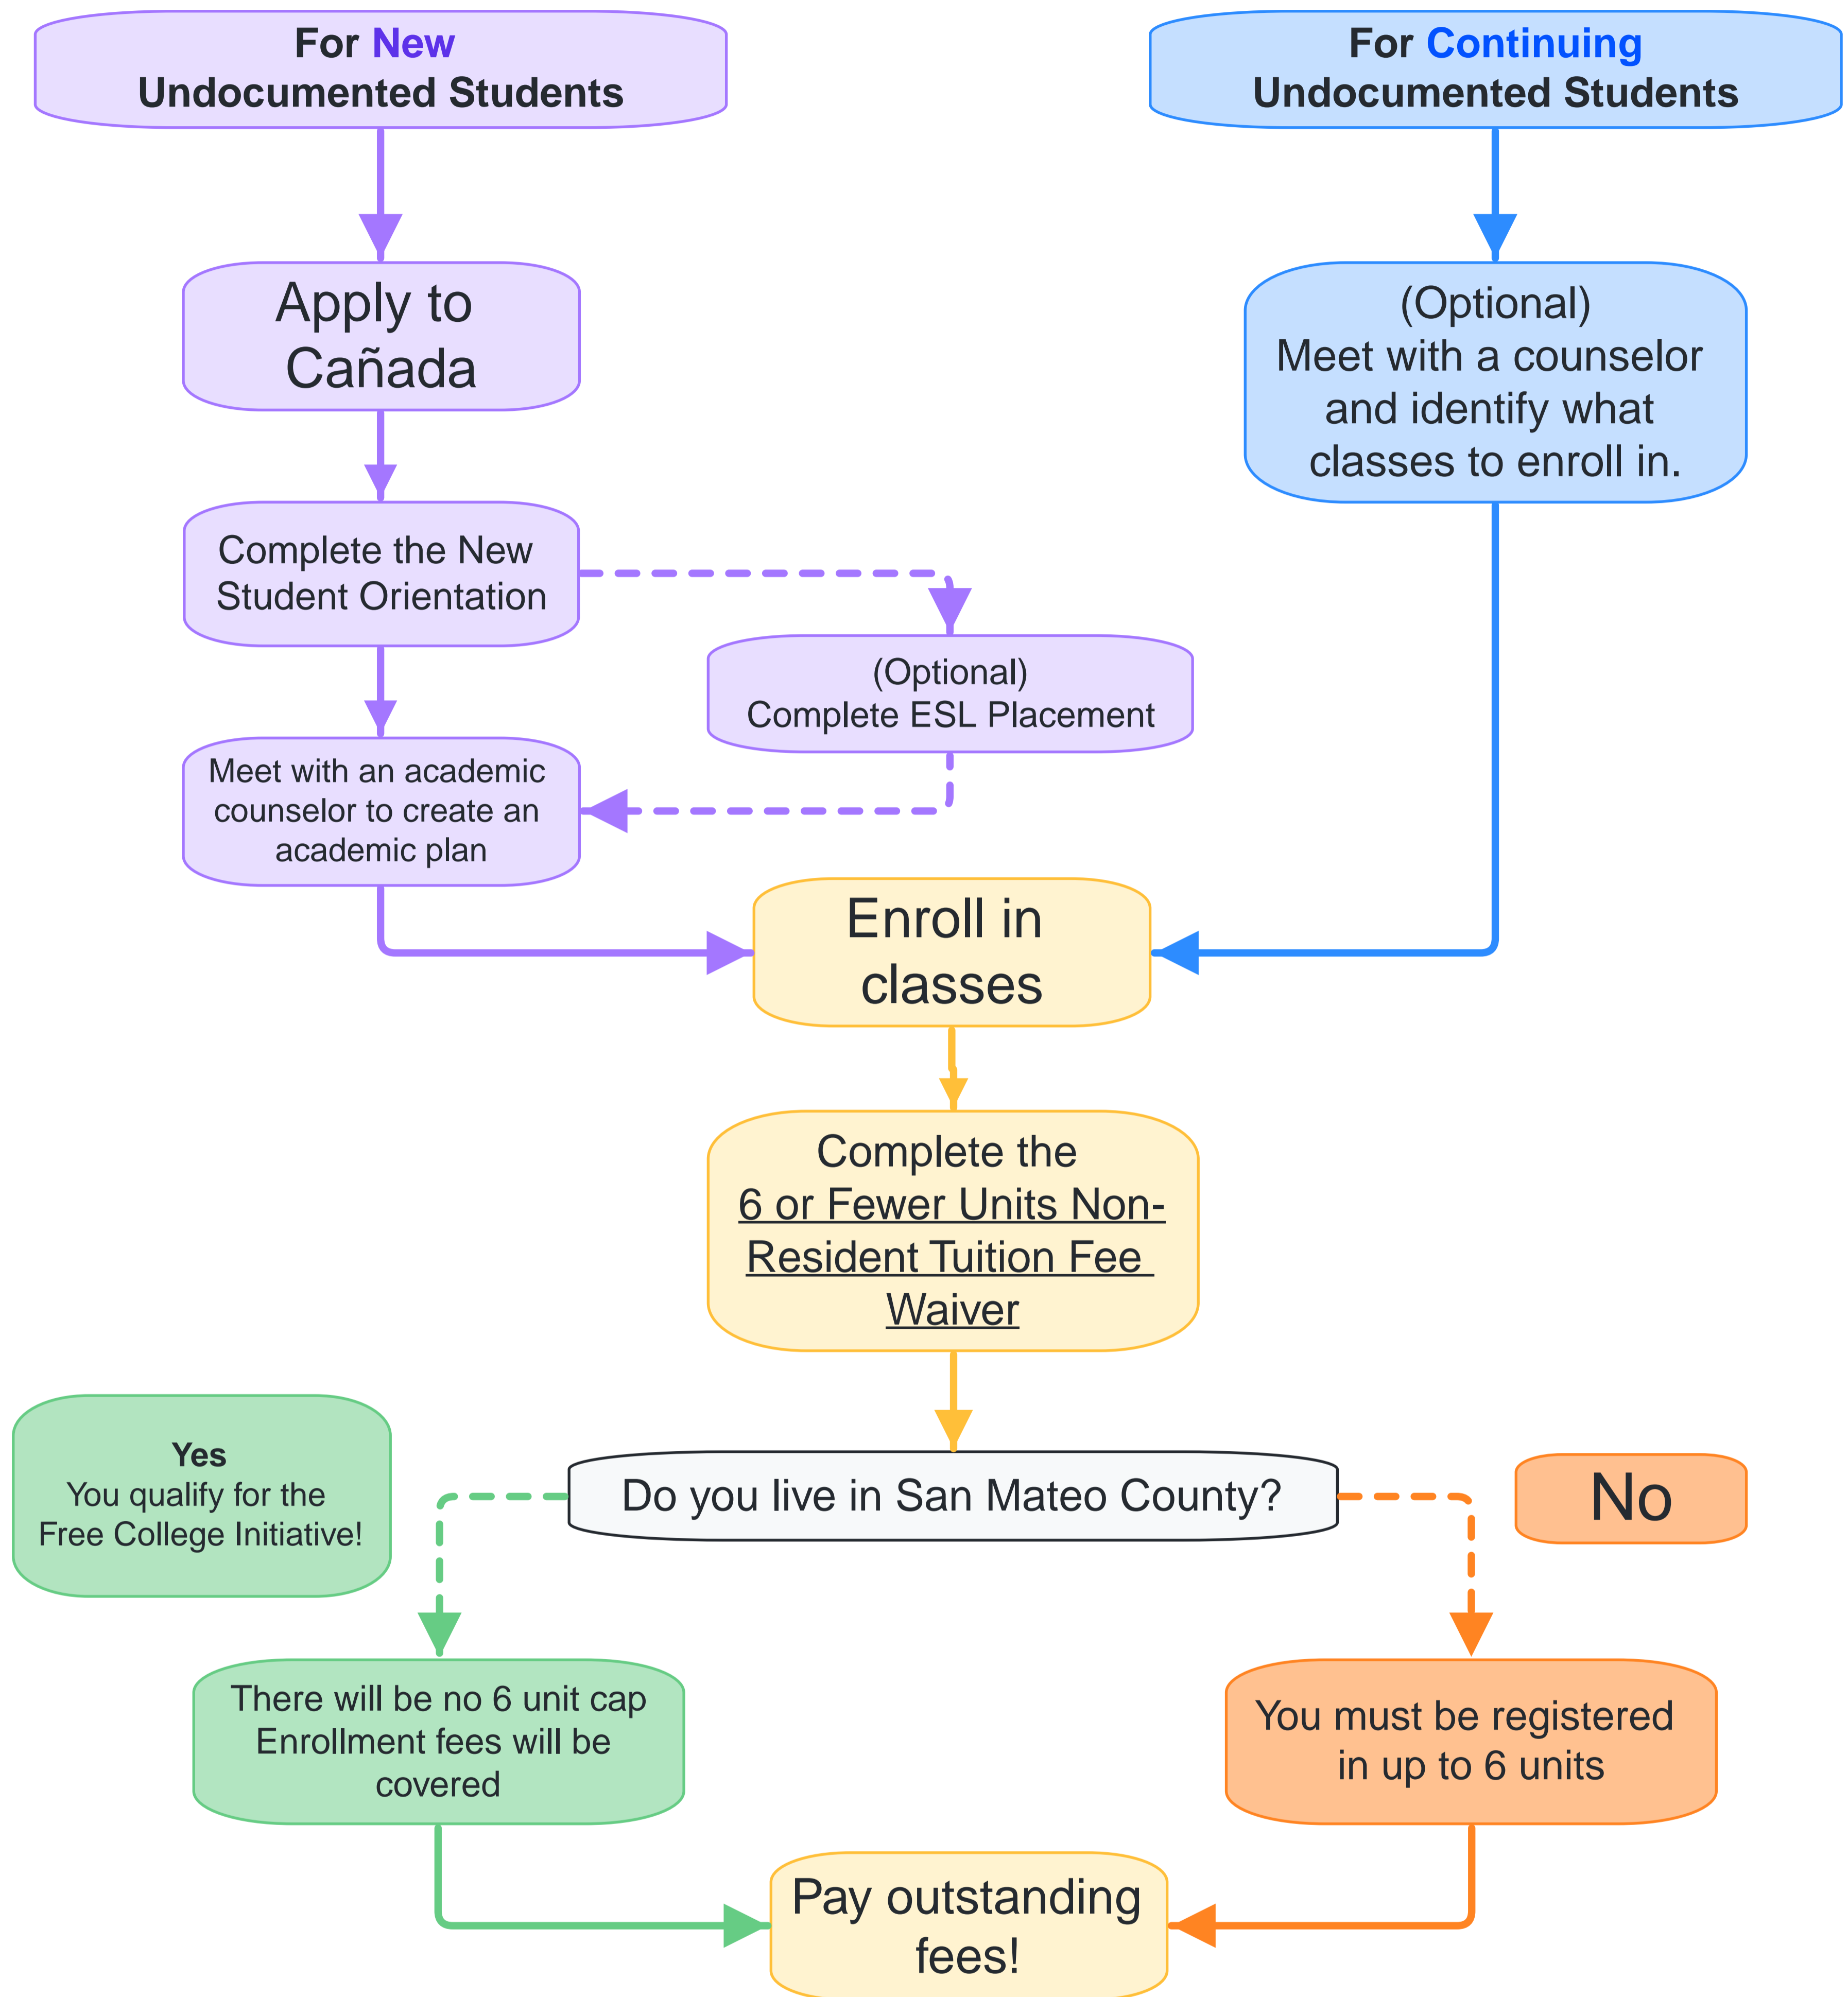 For New
Undocumented Students
For Continuing
Undocumented Students
Apply to
Cañada
(Optional)
Meet with a counselor
and identify what
classes to enroll in.
Complete the New
Student Orientation
(Optional)
Complete ESL Placement
Meet with an academic
counselor to create an
academic plan
Enroll in
classes
Complete the
6 or Fewer Units Non-
Resident Tuition Fee
Waiver
Yes
You qualify for the
Free College Initiative!
Do you live in San Mateo County?
No
There will be no 6 unit cap
Enrollment fees will be
covered
You must be registered
in up to 6 units
Pay outstanding
fees!